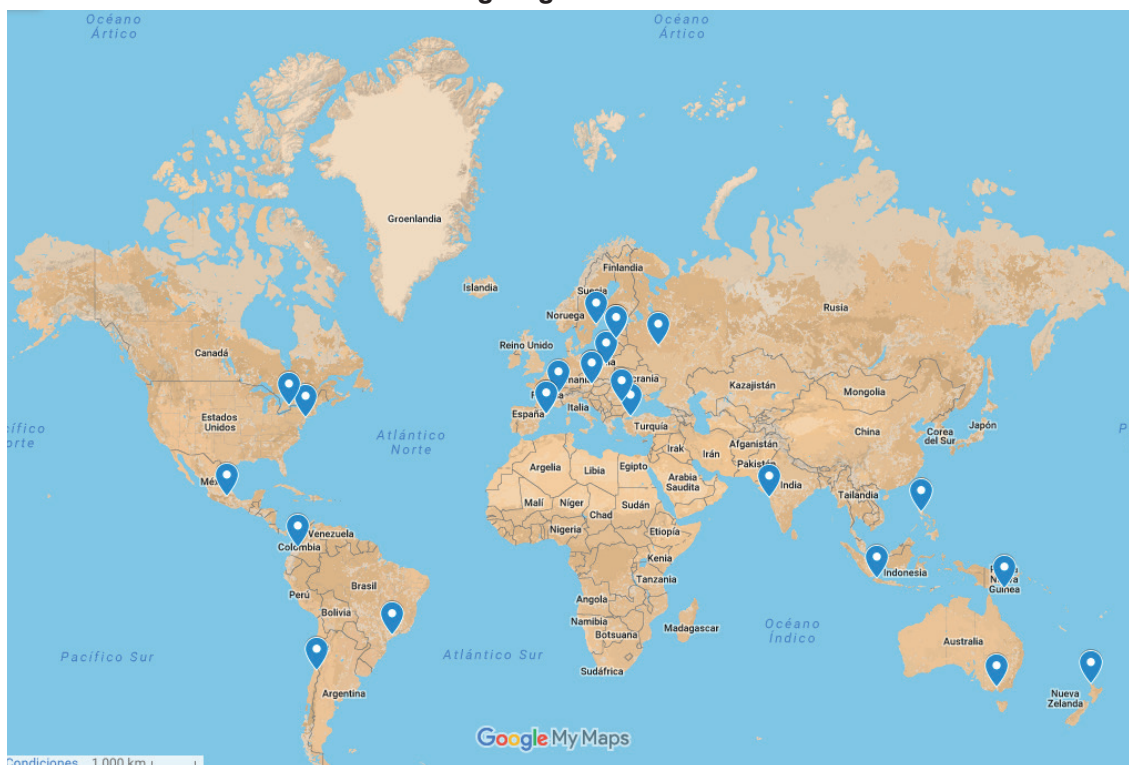 Océano
Ártico
Océano
Ártico
Groenlandia
Islandia
Finlandia
Suecia
Noruega
Rusia
Reino Unido
Canadá
Kazajistán
Mongolia
España
Italia
Turquía
Estados
Unidos
Atlántico
Norte
China
Corea
del Sur
Japón
Afganistán
Irak
Irán
Pakistán
Argelia
Libia
Egipto
Arabia
Saudita
India
Tailandia
Malí
Níger
Chad
Sudán
Nigeria
Etiopía
Venezuela
Colombia
Kenia
Indonesia
Tanzania
Guinea
Perú
Brasil
Bolivia
Angola
Namibia
Botsuana
Madagascar
Océano
Índico
Australia
Pacífico Sur
Atlántico Sur
Sudáfrica
Argentina
Nueva
Zelanda
Google My Maps
Condiciones 1.000 km